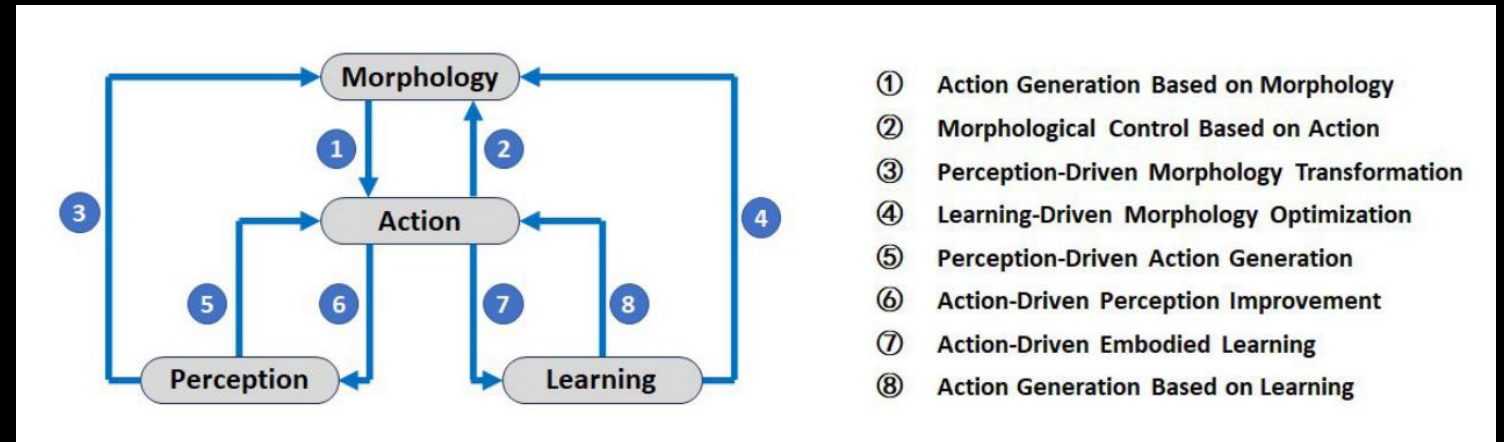 Morphology
1
2
3
Action
4
5
6
7
8
Perception
Learning
① Action Generation Based on Morphology
② Morphological Control Based on Action
③ Perception-Driven Morphology Transformation
④ Learning-Driven Morphology Optimization
⑤ Perception-Driven Action Generation
⑥ Action-Driven Perception Improvement
⑦ Action-Driven Embodied Learning
⑧ Action Generation Based on Learning